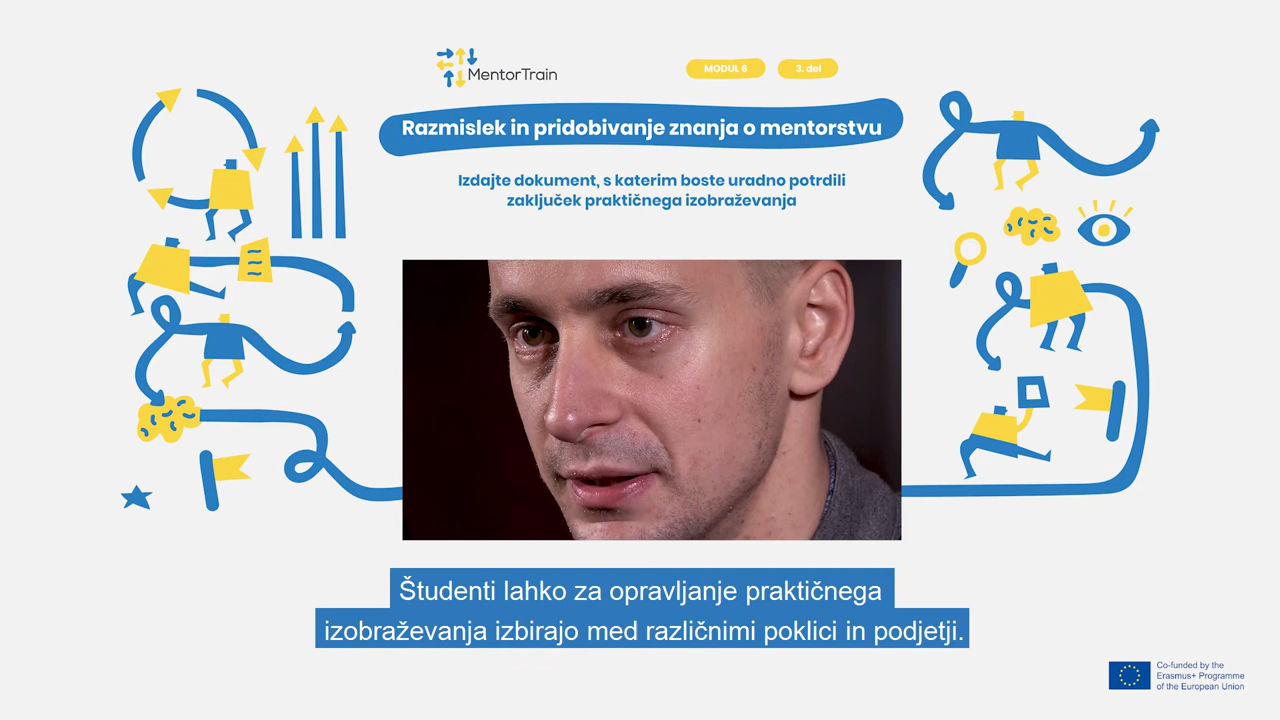 MentorTrain
MODUL 6
3. del
Razmislek in pridobivanje znanja o mentorstvu
Izdajte dokument, s katerim boste uradno potrdili
zaključek praktičnega izobraževanja
Študenti lahko za opravljanje praktičnega
izobraževanja izbirajo med različnimi poklici in podjetji.
Co-funded by the
Erasmus+ Programme
of the European Union